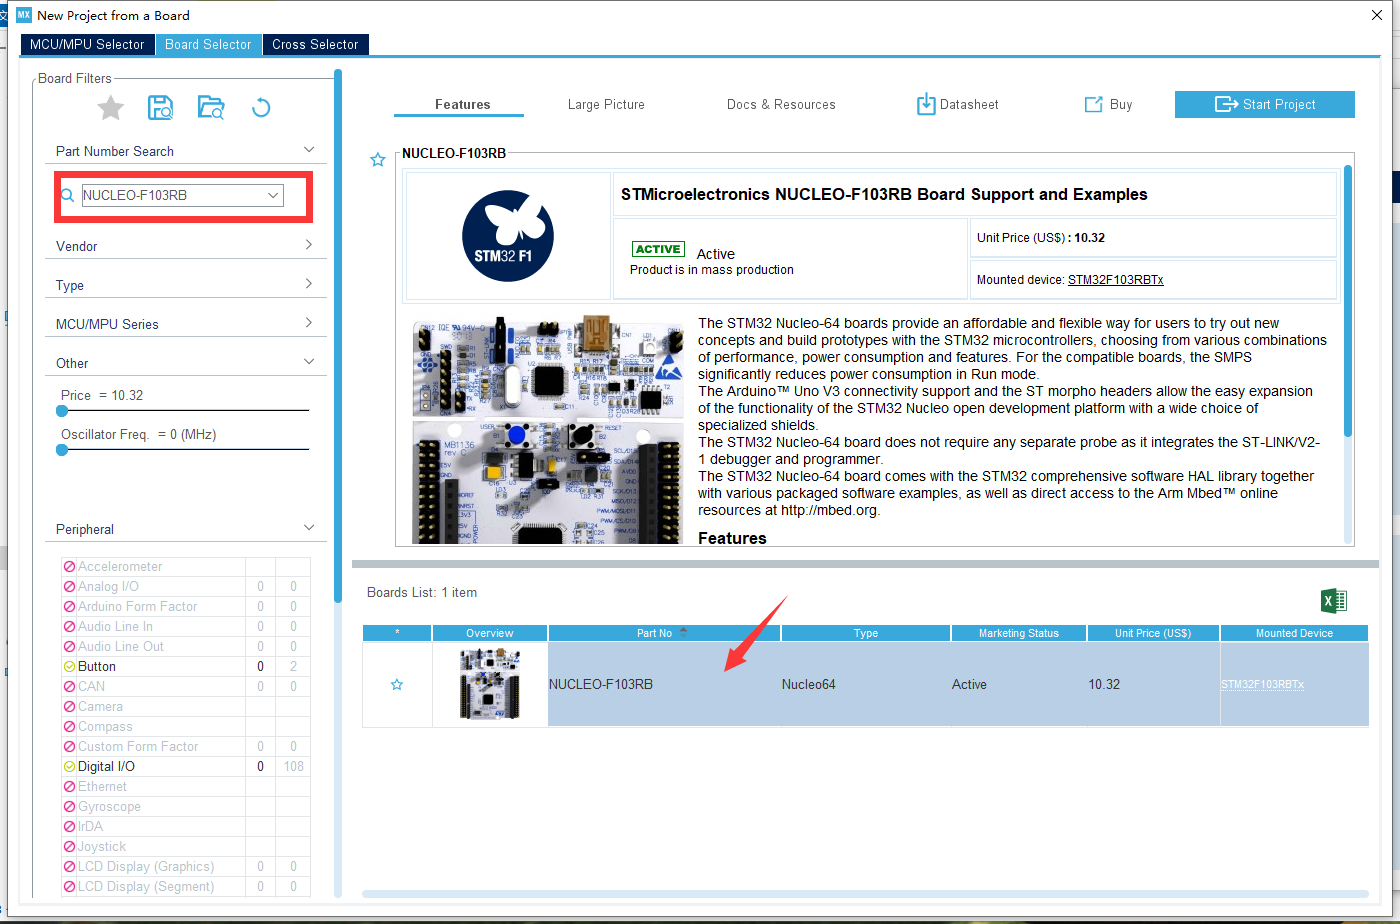 MX New Project from a Board
MCU/MPU Selector Board Selector Cross Selector
Board Filters
Part Number Search
NUCLEO-F103RB
Vendor
Type
MCU/MPU Series
Other
Price = 10.32
Oscillator Freq. = 0 (MHz)
Peripheral
Accelerometer
Analog I/O 0 0
Arduino Form Factor 0 0
Audio Line In 0 0
Audio Line Out 0 0
Button 0 2
CAN 0 0
Camera
Compass
Custom Form Factor 0 0
Digital I/O 0 108
Ethernet
Gyroscope
IrDA
Joystick
LCD Display (Graphics) 0 0
LCD Display (Segment) 0 0
Features Large Picture Docs & Resources Datasheet Buy Start Project
NUCLEO-F103RB
STM32 F1
STMicroelectronics NUCLEO-F103RB Board Support and Examples
ACTIVE Active
Product is in mass production
Unit Price (US$) : 10.32
Mounted device: STM32F103RBTx
The STM32 Nucleo-64 boards provide an affordable and flexible way for users to try out new
concepts and build prototypes with the STM32 microcontrollers, choosing from various combinations
of performance, power consumption and features. For the compatible boards, the SMPS
significantly reduces power consumption in Run mode.
The Arduino™ Uno V3 connectivity support and the ST morpho headers allow the easy expansion
of the functionality of the STM32 Nucleo open development platform with a wide choice of
specialized shields.
The STM32 Nucleo-64 board does not require any separate probe as it integrates the ST-LINK/V2-
1 debugger and programmer.
The STM32 Nucleo-64 board comes with the STM32 comprehensive software HAL library together
with various packaged software examples, as well as direct access to the Arm Mbed™ online
resources at http://mbed.org.
Features
Boards List: 1 item
* Overview Part No Type Marketing Status Unit Price (US$) Mounted Device
NUCLEO-F103RB Nucleo64 Active 10.32 STM32F103RBTx